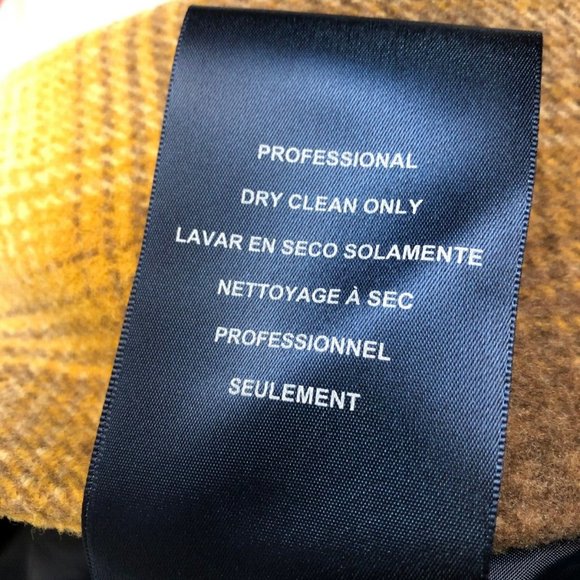 PROFESSIONAL
DRY CLEAN ONLY
LAVAR EN SECO SOLAMENTE
NETTOYAGE À SEC
PROFESSIONNEL
SEULEMENT